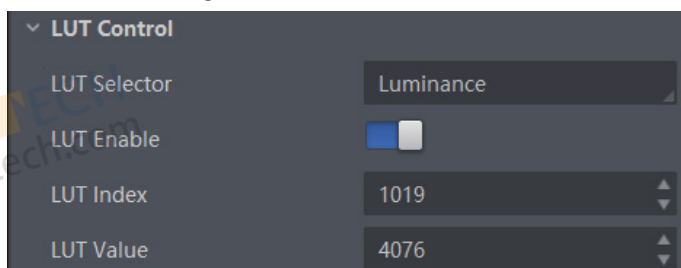 LUT Control
LUT Selector Luminance
LUT Enable
LUT Index 1019
LUT Value 4076